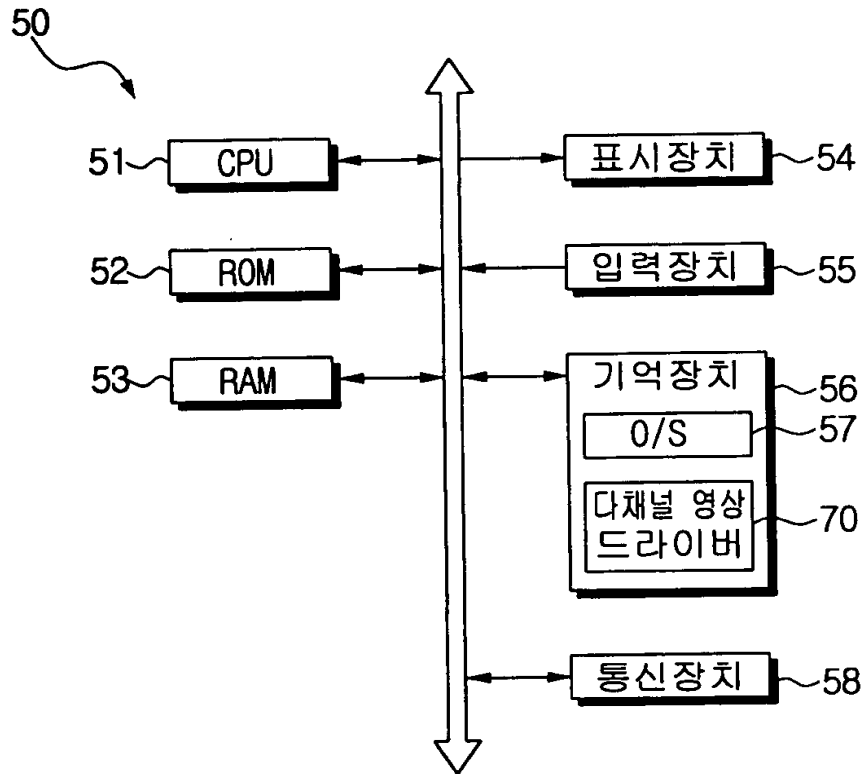 50
51 CPU
표시장치 54
52 ROM
입력장치 55
53 RAM
기억장치 56
O/S 57
다채널 영상
드라이버 70
통신장치 58